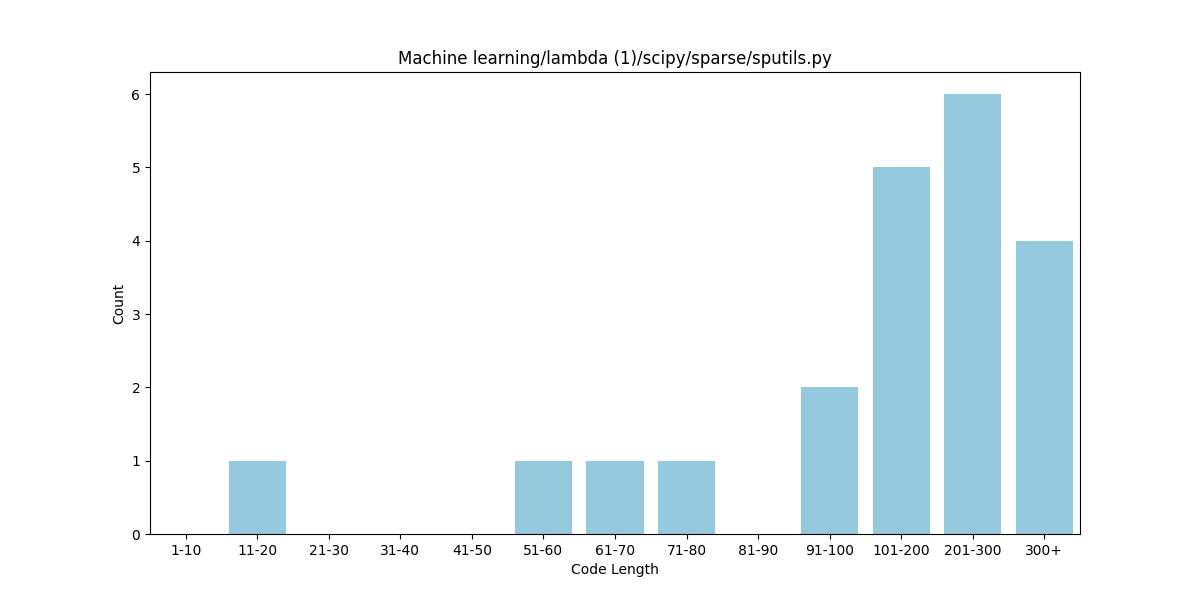 Machine learning/lambda (1)/scipy/sparse/sputils.py
Count
6
5
4
3
2
1
0
1-10 11-20 21-30 31-40 41-50 51-60 61-70 71-80 81-90 91-100 101-200 201-300 300+
Code Length